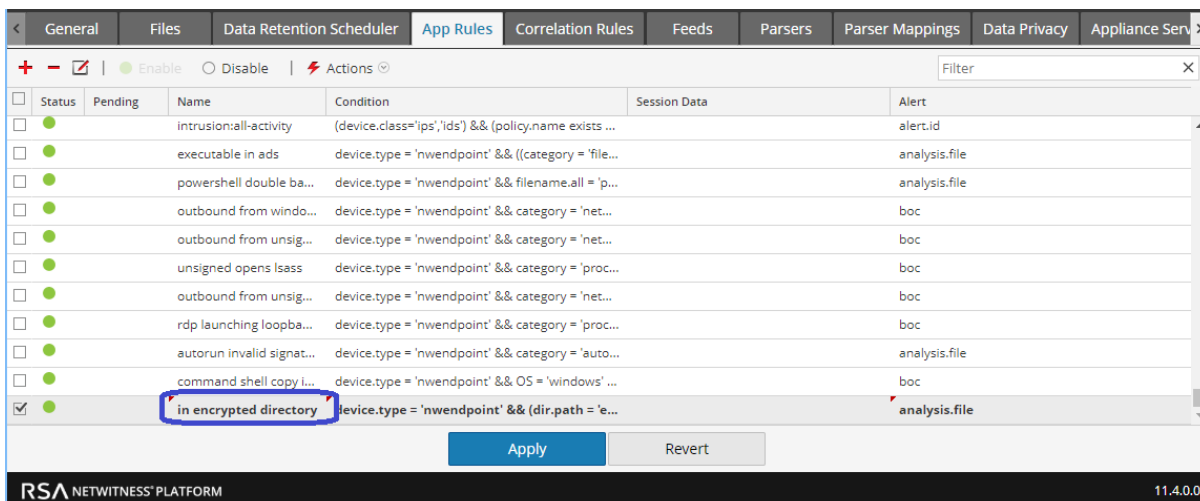 General Files Data Retention Scheduler App Rules Correlation Rules Feeds Parsers Parser Mappings Data Privacy Appliance Serv
Enable Disable Actions Filter
Status Pending Name Condition Session Data Alert
intrusion:all-activity (device.class='ips','ids') && (policy.name exists ... alert.id
executable in ads device.type = 'nwendpoint' && ((category = 'file... analysis.file
powershell double ba... device.type = 'nwendpoint' && filename.all = 'p... analysis.file
outbound from windo... device.type = 'nwendpoint' && category = 'net... boc
outbound from unsig... device.type = 'nwendpoint' && category = 'net... boc
unsigned opens lsass device.type = 'nwendpoint' && category = 'proc... boc
outbound from unsig... device.type = 'nwendpoint' && category = 'net... boc
rdp launching loopba... device.type = 'nwendpoint' && category = 'proc... boc
autorun invalid signat... device.type = 'nwendpoint' && category = 'auto... analysis.file
command shell copy i... device.type = 'nwendpoint' && OS = 'windows' ... boc
in encrypted directory device.type = 'nwendpoint' && (dir.path = 'e... analysis.file
Apply Revert
RSA NETWITNESS® PLATFORM 11.4.0.0